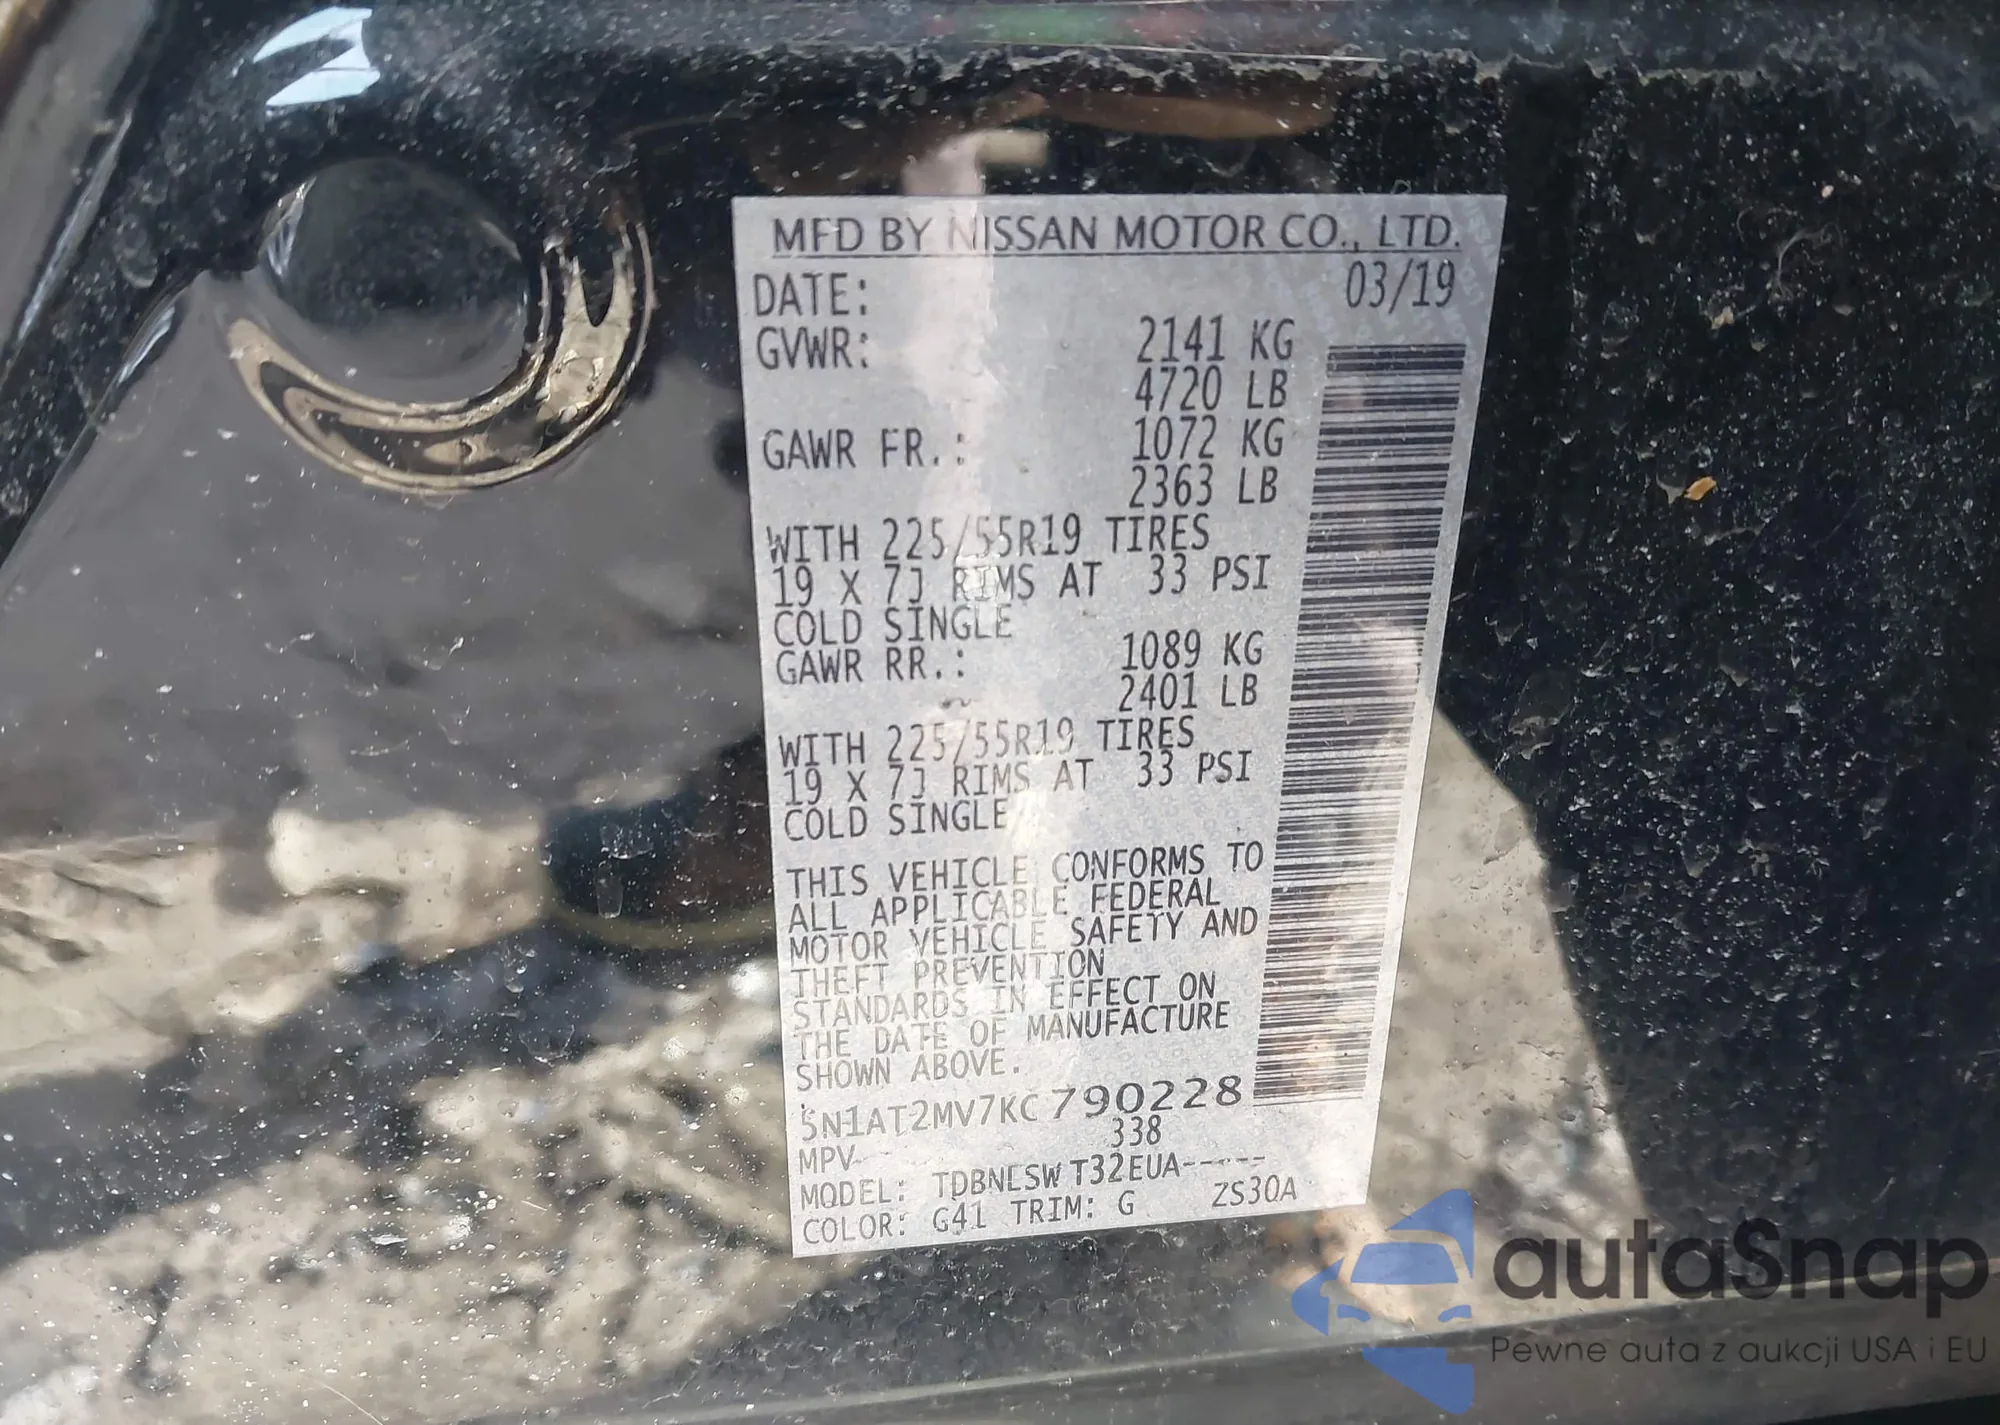 MFD BY NISSAN MOTOR CO., LTD.
DATE: 03/19
GVWR: 2141 KG
4720 LB
GAWR FR.: 1072 KG
2363 LB
WITH 225/55R19 TIRES
19 X 7J RIMS AT 33 PSI
COLD SINGLE
GAWR RR.: 1089 KG
2401 LB
WITH 225/55R19 TIRES
19 X 7J RIMS AT 33 PSI
COLD SINGLE
THIS VEHICLE CONFORMS TO
ALL APPLICABLE FEDERAL
MOTOR VEHICLE SAFETY AND
THEFT PREVENTION
STANDARDS IN EFFECT ON
THE DATE OF MANUFACTURE
SHOWN ABOVE.
5N1AT2MV7KC790228
338
MPV
MODEL: TDBNLSW T32EUA-----
COLOR: G41 TRIM: G ZS30A
autaSnap
Pewne auta z aukcji USA i EU